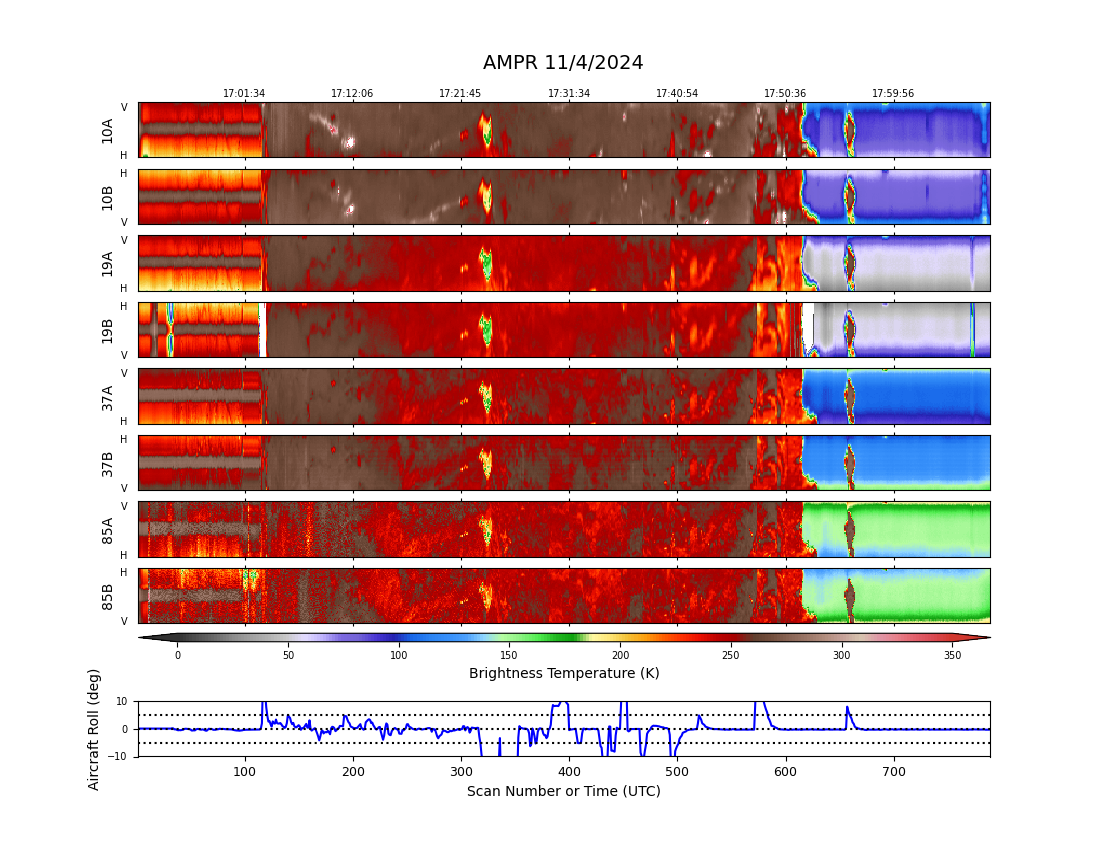 AMPR 11/4/2024
17:01:34 17:12:06 17:21:45 17:31:34 17:40:54 17:50:36 17:59:56
V
10A
H
H
10B
V
V
19A
H
H
19B
V
V
37A
H
H
37B
V
V
85A
H
H
85B
V
0 50 100 150 200 250 300 350
Brightness Temperature (K)
Aircraft Roll (deg)
10
0
−10
100 200 300 400 500 600 700
Scan Number or Time (UTC)